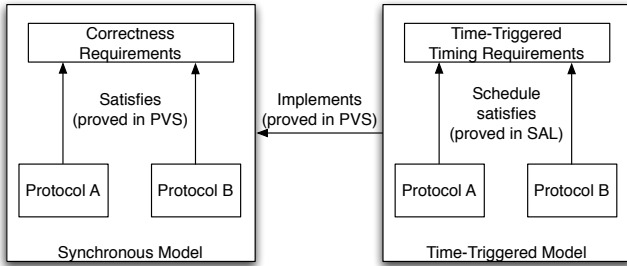 Correctness
Requirements
Satisfies
(proved in PVS)
Protocol A
Protocol B
Synchronous Model
Implements
(proved in PVS)
Time-Triggered
Timing Requirements
Schedule
satisfies
(proved in SAL)
Protocol A
Protocol B
Time-Triggered Model